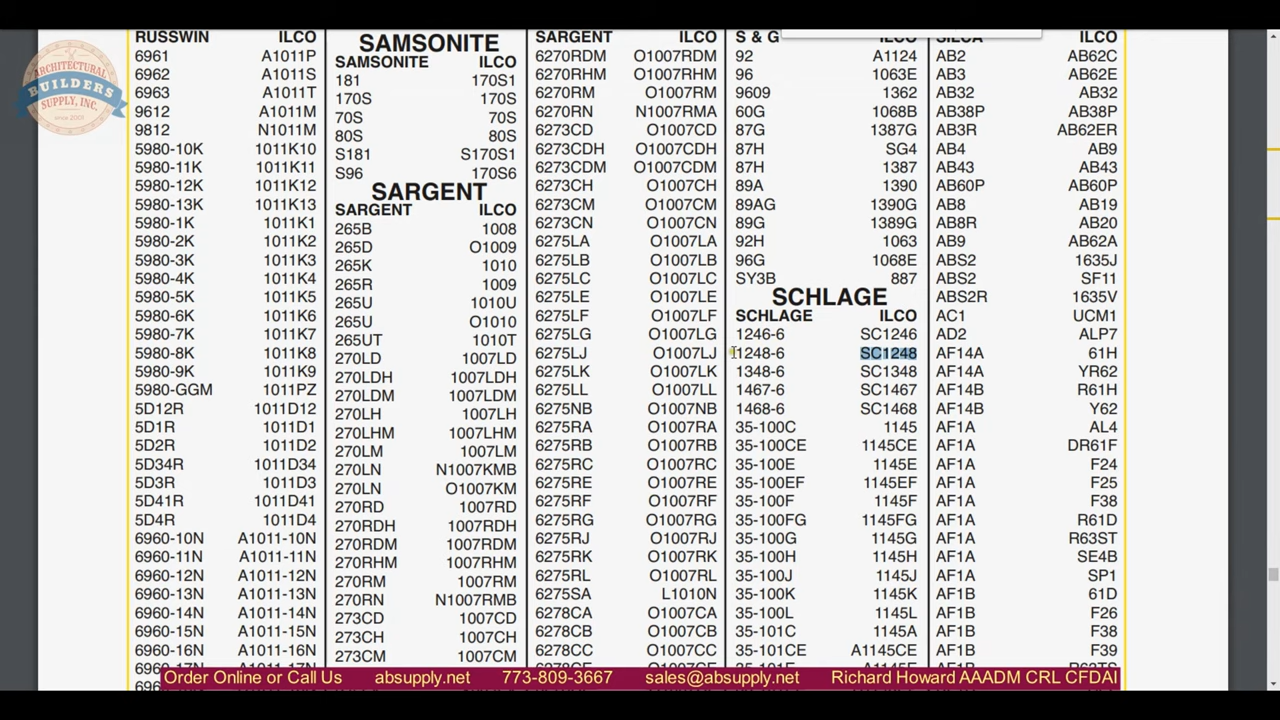 ARCHITECTURAL
BUILDERS
SUPPLY, INC.
since 2001
RUSSWIN ILCO
6961 A1011P
6962 A1011S
6963 A1011T
9612 A1011M
9812 N1011M
5980-10K 1011K10
5980-11K 1011K11
5980-12K 1011K12
5980-13K 1011K13
5980-1K 1011K1
5980-2K 1011K2
5980-3K 1011K3
5980-4K 1011K4
5980-5K 1011K5
5980-6K 1011K6
5980-7K 1011K7
5980-8K 1011K8
5980-9K 1011K9
5980-GGM 1011PZ
5D12R 1011D12
5D1R 1011D1
5D2R 1011D2
5D34R 1011D34
5D3R 1011D3
5D41R 1011D41
5D4R 1011D4
6960-10N A1011-10N
6960-11N A1011-11N
6960-12N A1011-12N
6960-13N A1011-13N
6960-14N A1011-14N
6960-15N A1011-15N
6960-16N A1011-16N
SAMSONITE
SAMSONITE ILCO
181 170S1
170S 170S
70S 70S
80S 80S
S181 S170S1
S96 170S6
SARGENT
SARGENT ILCO
265B 1008
265D O1009
265K 1010
265R 1009
265U 1010U
265U O1010
265UT 1010T
270LD 1007LD
270LDH 1007LDH
270LDM 1007LDM
270LH 1007LH
270LHM 1007LHM
270LM 1007LM
270LN N1007KMB
270LN O1007KM
270RD 1007RD
270RDH 1007RDH
270RDM 1007RDM
270RHM 1007RHM
270RM 1007RM
270RN N1007RMB
273CD 1007CD
273CH 1007CH
273CM 1007CM
SARGENT ILCO
6270RDM O1007RDM
6270RHM O1007RHM
6270RM O1007RM
6270RN N1007RMA
6273CD O1007CD
6273CDH O1007CDH
6273CDM O1007CDM
6273CH O1007CH
6273CM O1007CM
6273CN O1007CN
6275LA O1007LA
6275LB O1007LB
6275LC O1007LC
6275LE O1007LE
6275LF O1007LF
6275LG O1007LG
6275LJ O1007LJ
6275LK O1007LK
6275LL O1007LL
6275NB O1007NB
6275RA O1007RA
6275RB O1007RB
6275RC O1007RC
6275RE O1007RE
6275RF O1007RF
6275RG O1007RG
6275RJ O1007RJ
6275RK O1007RK
6275RL O1007RL
6275SA L1010N
6278CA O1007CA
6278CB O1007CB
6278CC O1007CC
S & G ILCO
92 A1124
96 1063E
9609 1362
60G 1068B
87G 1387G
87H SG4
87H 1387
89A 1390
89AG 1390G
89G 1389G
92H 1063
96G 1068E
SY3B 887
SCHLAGE
SCHLAGE ILCO
1246-6 SC1246
1248-6 SC1248
1348-6 SC1348
1467-6 SC1467
1468-6 SC1468
35-100C 1145
35-100CE 1145CE
35-100E 1145E
35-100EF 1145EF
35-100F 1145F
35-100FG 1145FG
35-100G 1145G
35-100H 1145H
35-100J 1145J
35-100K 1145K
35-100L 1145L
35-101C 1145A
35-101CE A1145CE
ILCO
AB2 AB62C
AB3 AB62E
AB32 AB32
AB38P AB38P
AB3R AB62ER
AB4 AB9
AB43 AB43
AB60P AB60P
AB8 AB19
AB8R AB20
AB9 AB62A
ABS2 1635J
ABS2 SF11
ABS2R 1635V
AC1 UCM1
AD2 ALP7
AF14A 61H
AF14A YR62
AF14B R61H
AF14B Y62
AF1A AL4
AF1A DR61F
AF1A F24
AF1A F25
AF1A F38
AF1A R61D
AF1A R63ST
AF1A SE4B
AF1A SP1
AF1B 61D
AF1B F26
AF1B F38
AF1B F39
Order Online or Call Us absupply.net 773-809-3667 sales@absupply.net Richard Howard AAADM CRL CFDAI